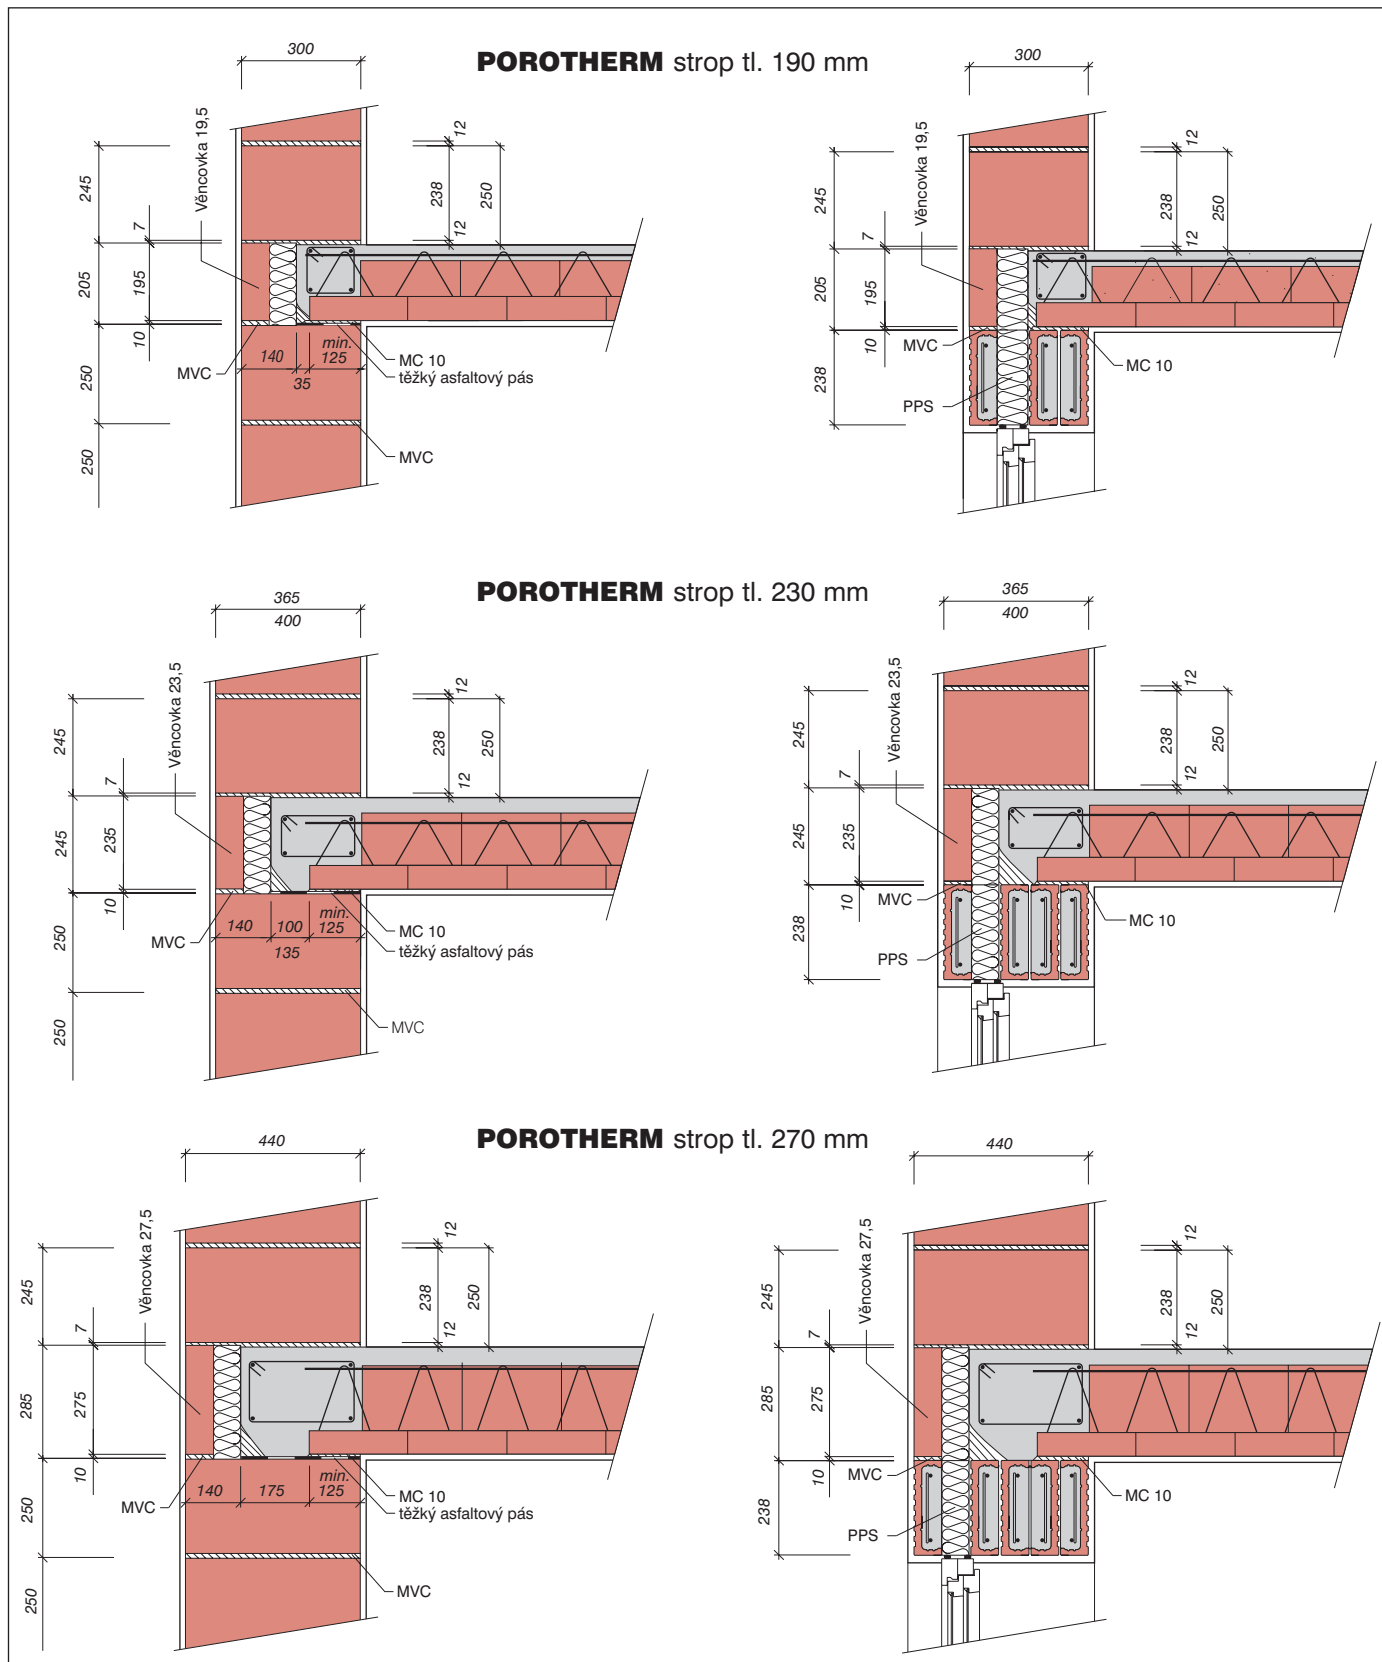 POROTHERM strop tl. 190 mm
300
Věncovka 19,5
12
245
238
250
7
12
205
195
10
140
min.
125
35
MC 10
těžký asfaltový pás
MVC
250
MVC
250
300
Věncovka 19,5
12
245
238
250
7
12
205
195
10
MVC
MC 10
238
PPS
POROTHERM strop tl. 230 mm
365
400
Věncovka 23,5
12
245
238
250
7
12
245
235
10
140
100
min.
125
135
MC 10
těžký asfaltový pás
MVC
250
MVC
250
365
400
Věncovka 23,5
12
245
238
250
7
12
245
235
10
MVC
MC 10
238
PPS
POROTHERM strop tl. 270 mm
440
Věncovka 27,5
12
245
238
250
7
12
285
275
10
140
175
min.
125
MC 10
těžký asfaltový pás
MVC
250
MVC
250
440
Věncovka 27,5
12
245
238
250
7
12
285
275
10
MVC
MC 10
238
PPS